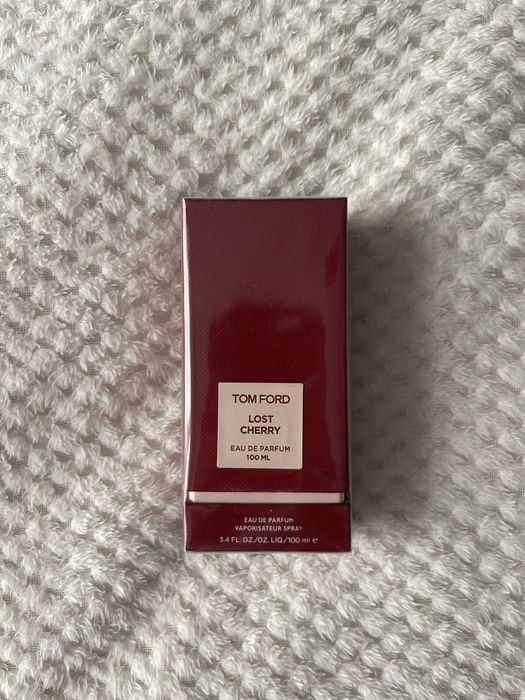 TOM FORD
LOST
CHERRY
EAU DE PARFUM
100 ML
EAU DE PARFUM
VAPORISATEUR SPRAY
3.4 FL. OZ./OZ. LIQ./100 ml ℮